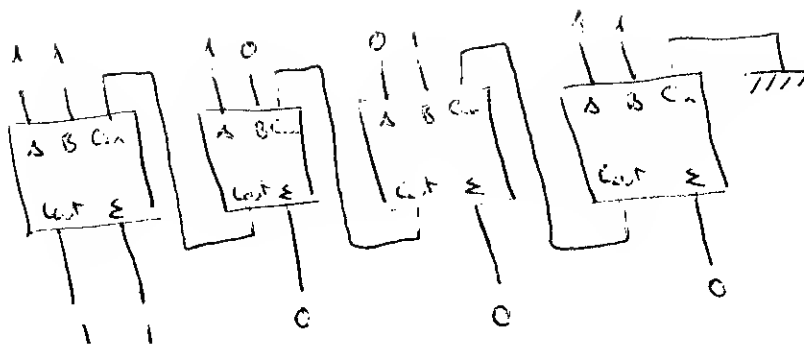 1 1 1 0 0 1 1 1
A B Cin A B Cin A B Cin A B Cin
Cout Σ Cout Σ Cout Σ Cout Σ
0 0 0
1 1